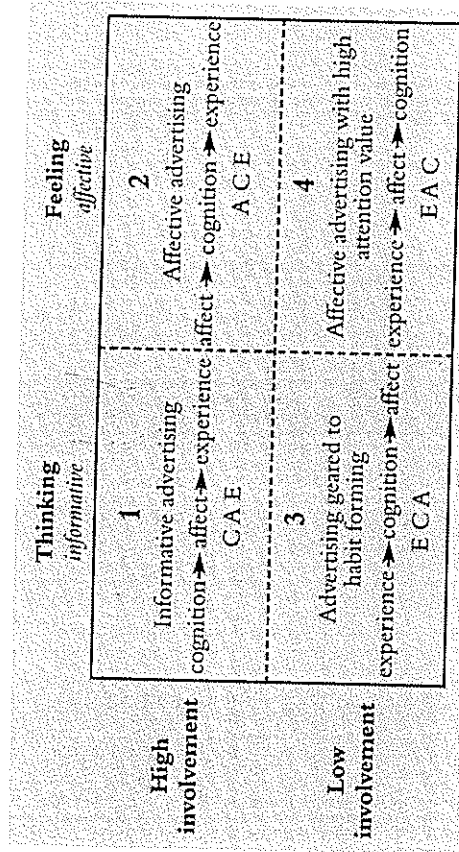 Thinking
informative
Feeling
affective
High
involvement
1
Informative advertising
cognition→affect→experience
C A E
2
Affective advertising
affect→cognition→experience
A C E
Low
involvement
3
Advertising geared to
habit forming
experience→cognition→affect
E C A
4
Affective advertising with high
attention value
experience→affect→cognition
E A C